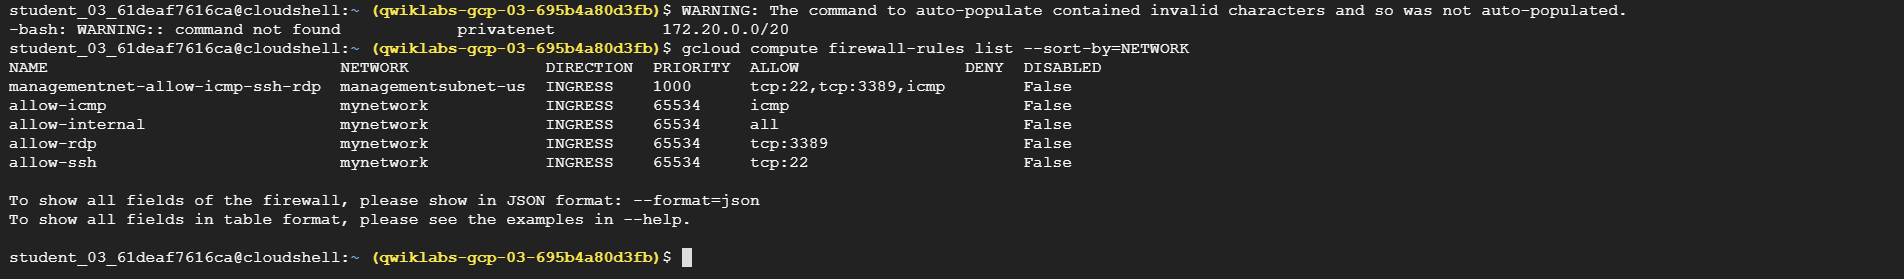 student_03_61deaf7616ca@cloudshell:~ (qwiklabs-gcp-03-695b4a80d3fb)$ WARNING: The command to auto-populate contained invalid characters and so was not auto-populated.
-bash: WARNING:: command not found            privatenet           172.20.0.0/20
student_03_61deaf7616ca@cloudshell:~ (qwiklabs-gcp-03-695b4a80d3fb)$ gcloud compute firewall-rules list --sort-by=NETWORK
NAME                              NETWORK              DIRECTION  PRIORITY  ALLOW                 DENY  DISABLED
managementnet-allow-icmp-ssh-rdp  managementsubnet-us  INGRESS    1000      tcp:22,tcp:3389,icmp        False
allow-icmp                        mynetwork            INGRESS    65534     icmp                        False
allow-internal                    mynetwork            INGRESS    65534     all                         False
allow-rdp                         mynetwork            INGRESS    65534     tcp:3389                    False
allow-ssh                         mynetwork            INGRESS    65534     tcp:22                      False
To show all fields of the firewall, please show in JSON format: --format=json
To show all fields in table format, please see the examples in --help.
student_03_61deaf7616ca@cloudshell:~ (qwiklabs-gcp-03-695b4a80d3fb)$